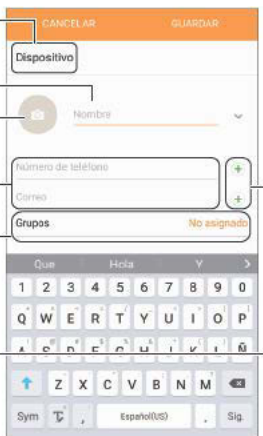 CANCELAR GUARDAR
Dispositivo
Nombre
Número de teléfono
Correo
Grupos No asignado
Que Hola Y
1 2 3 4 5 6 7 8 9 0
Q W E R T Y U I O P
Ñ
Z X C V B N M
Sym , Español(US) . Sig.